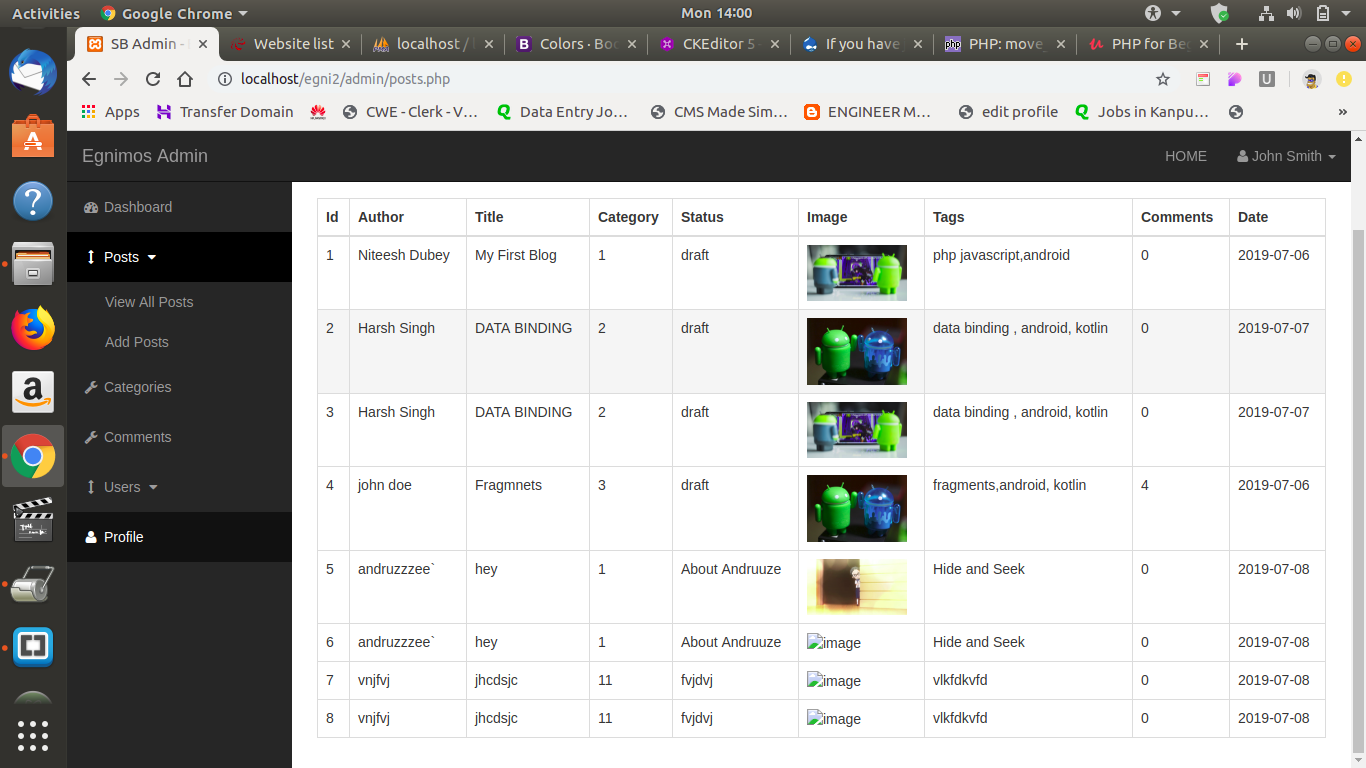 Activities Google Chrome Mon 14:00
SB Admin - Website list localhost / Colors · Boo CKEditor 5 - If you have PHP: move_ PHP for Beg
localhost/egni2/admin/posts.php
Apps Transfer Domain CWE - Clerk - V... Data Entry Jo... CMS Made Sim... ENGINEER M... edit profile Jobs in Kanpu... »
Egnimos Admin HOME John Smith
Dashboard
Posts
View All Posts
Add Posts
Categories
Comments
Users
Profile
Id Author Title Category Status Image Tags Comments Date
1 Niteesh Dubey My First Blog 1 draft php javascript,android 0 2019-07-06
2 Harsh Singh DATA BINDING 2 draft data binding , android, kotlin 0 2019-07-07
3 Harsh Singh DATA BINDING 2 draft data binding , android, kotlin 0 2019-07-07
4 john doe Fragmnets 3 draft fragments,android, kotlin 4 2019-07-06
5 andruzzzee` hey 1 About Andruuze Hide and Seek 0 2019-07-08
6 andruzzzee` hey 1 About Andruuze image Hide and Seek 0 2019-07-08
7 vnjfvj jhcdsjc 11 fvjdvj image vlkfdkvfd 0 2019-07-08
8 vnjfvj jhcdsjc 11 fvjdvj image vlkfdkvfd 0 2019-07-08